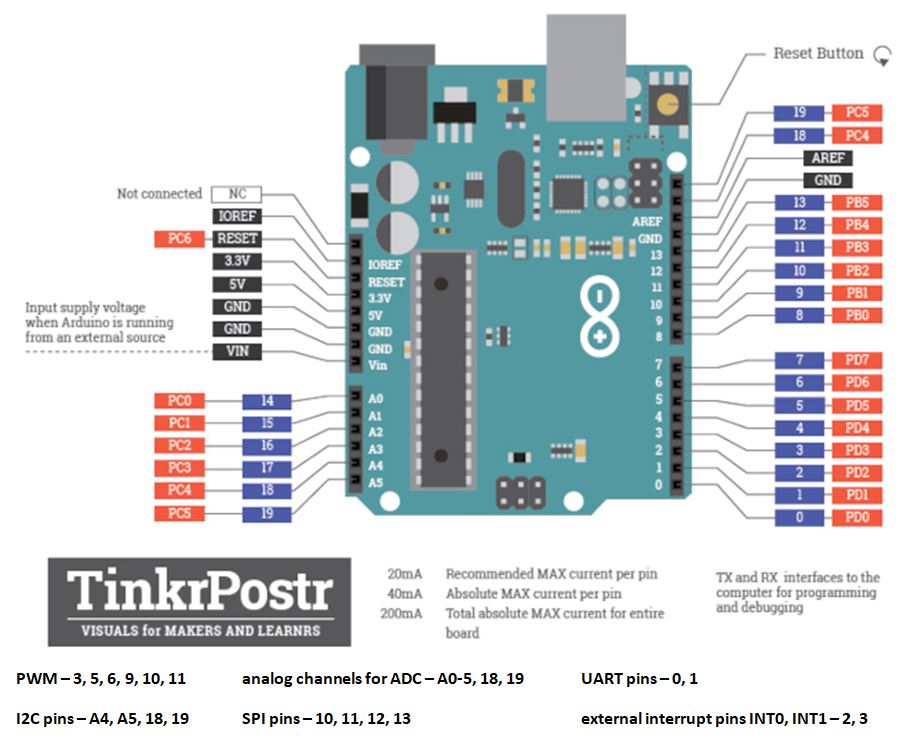 Reset Button
19 PC5
18 PC4
AREF
GND
13 PB5
12 PB4
11 PB3
10 PB2
9 PB1
8 PB0
7 PD7
6 PD6
5 PD5
4 PD4
3 PD3
2 PD2
1 PD1
0 PD0
Not connected NC
IOREF
PC6 RESET
3.3V
5V
GND
GND
VIN
Input supply voltage
when Arduino is running
from an external source
PC0 14
PC1 15
PC2 16
PC3 17
PC4 18
PC5 19
IOREF
RESET
3.3V
5V
GND
GND
Vin
A0
A1
A2
A3
A4
A5
AREF
GND
13
12
11
10
9
8
7
6
5
4
3
2
1
0
TinkrPostr
VISUALS for MAKERS AND LEARNRS
20mA Recommended MAX current per pin
40mA Absolute MAX current per pin
200mA Total absolute MAX current for entire
board
TX and RX interfaces to the
computer for programming
and debugging
PWM – 3, 5, 6, 9, 10, 11 analog channels for ADC – A0-5, 18, 19 UART pins – 0, 1
I2C pins – A4, A5, 18, 19 SPI pins – 10, 11, 12, 13 external interrupt pins INT0, INT1 – 2, 3